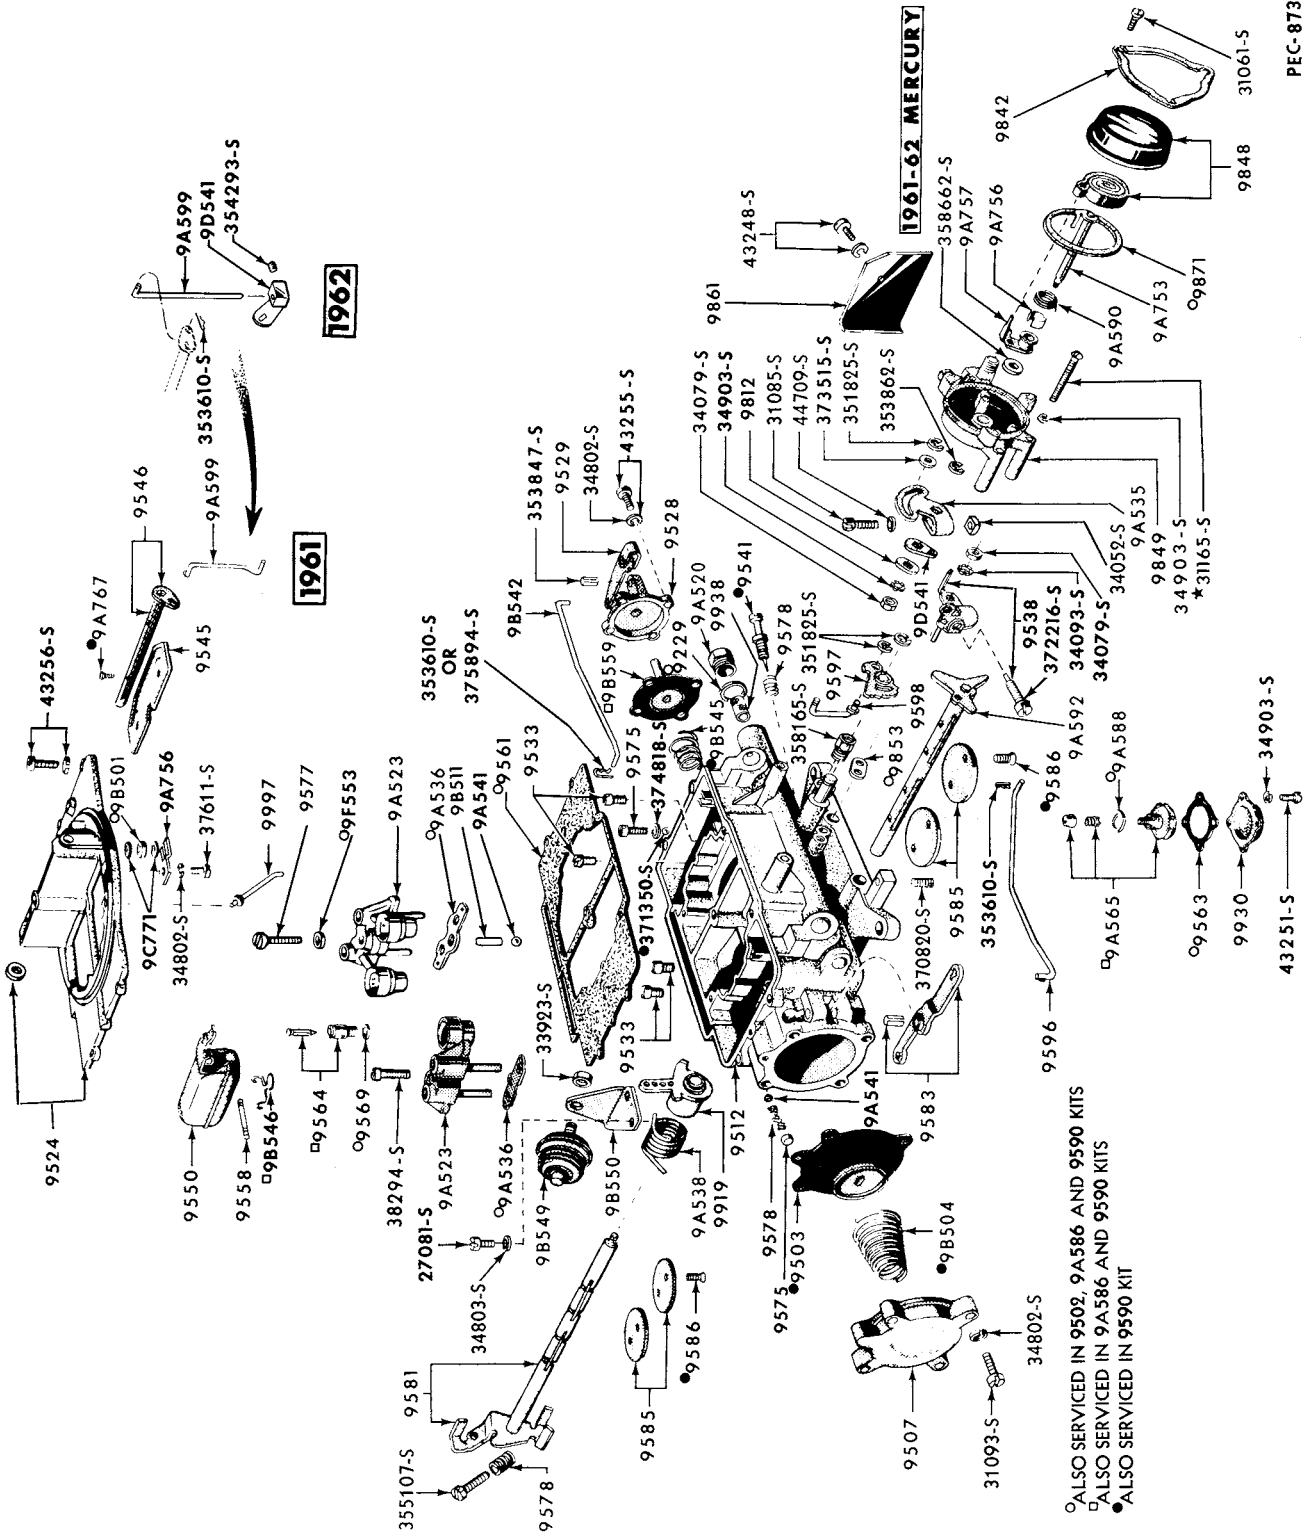 PEC-873
31061-S
9842
9848
1961-62 MERCURY
43248-S
9861
358662-S
9A757
9A756
○9871
9A753
9A590
34079-S
34903-S
9812
31085-S
44709-S
373515-S
351825-S
353862-S
34052-S
9A535
9849
34903-S
★31165-S
9A599
9D541
354293-S
353610-S
1962
9A599
1961
9546
●9A767
9545
43256-S
○9B501
9A756
37611-S
9C771
34802-S
9997
9577
○9F553
9A523
○9A536
9B511
9A541
○9561
9533
353610-S
OR
375894-S
9B542
353847-S
9529
34802-S
43255-S
9528
□9B559
9229
9A520
9938
●9541
9578
351825-S
9597
9598
9D541
9538
372216-S
34093-S
34079-S
358165-S
○9853
9575
374818-S
●9B545
●371350-S
9A592
●9586
353610-S
9585
370820-S
○9A588
34903-S
□9A565
○9563
9930
43251-S
9596
9583
9A541
9524
9550
9558
□9B546
□9564
○9569
38294-S
9A523
○9A536
33923-S
9533
9512
27081-S
9B549
9B550
9A538
9919
34803-S
9581
355107-S
9578
9585
●9586
9578
9575
●9503
●9B504
9507
31093-S
34802-S
○ALSO SERVICED IN 9502, 9A586 AND 9590 KITS
□ALSO SERVICED IN 9A586 AND 9590 KITS
●ALSO SERVICED IN 9590 KIT